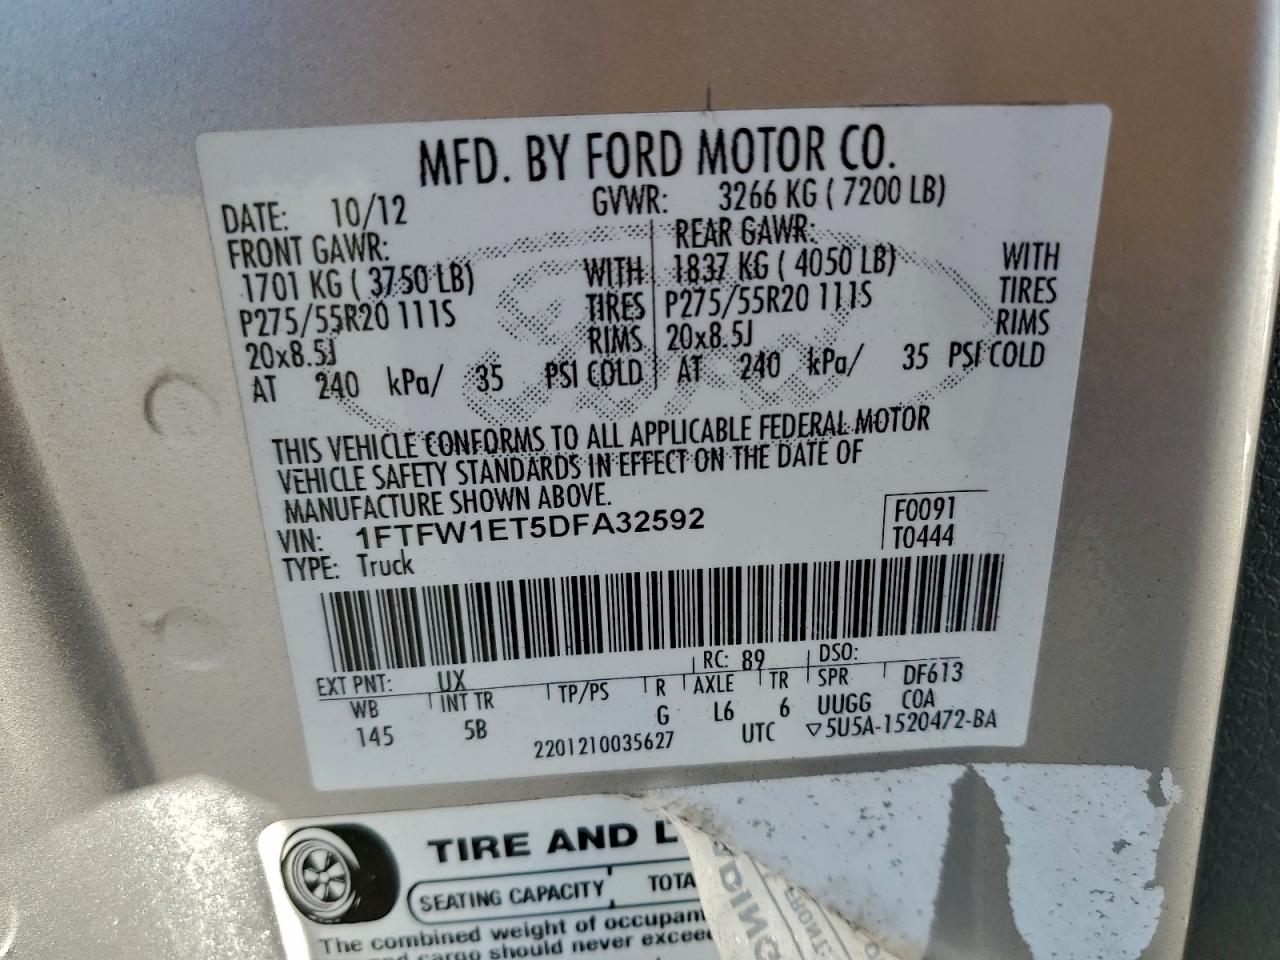 MFD. BY FORD MOTOR CO.
DATE: 10/12 GVWR: 3266 KG ( 7200 LB)
FRONT GAWR: REAR GAWR:
1701 KG ( 3750 LB) WITH 1837 KG ( 4050 LB) WITH
P275/55R20 111S TIRES P275/55R20 111S TIRES
20x8.5J RIMS 20x8.5J RIMS
AT 240 kPa/ 35 PSI COLD AT 240 kPa/ 35 PSI COLD
THIS VEHICLE CONFORMS TO ALL APPLICABLE FEDERAL MOTOR
VEHICLE SAFETY STANDARDS IN EFFECT ON THE DATE OF
MANUFACTURE SHOWN ABOVE.
VIN: 1FTFW1ET5DFA32592 F0091
TYPE: Truck T0444
EXT PNT: UX RC: 89 DSO:
WB INT TR TP/PS R AXLE TR SPR DF613
145 5B G L6 6 UUGG COA
2201210035627 UTC ▽5U5A-1520472-BA
TIRE AND L
SEATING CAPACITY TOTA
The combined weight of occupan
and cargo should never excee